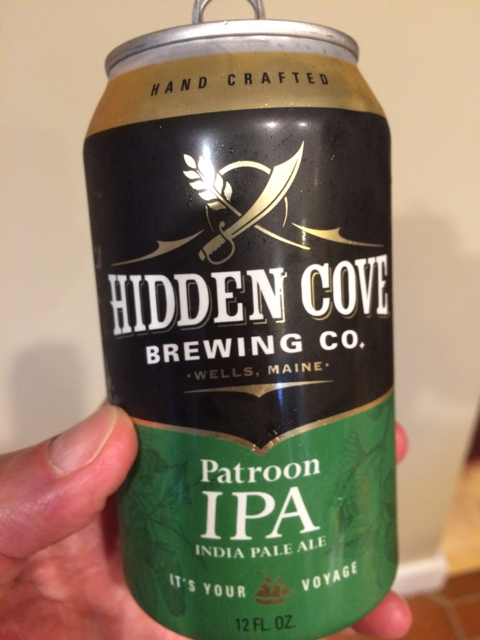 HAND CRAFTED
HIDDEN COVE
BREWING CO.
·WELLS, MAINE·
Patroon
IPA
INDIA PALE ALE
IT'S YOUR VOYAGE
12 FL. OZ.